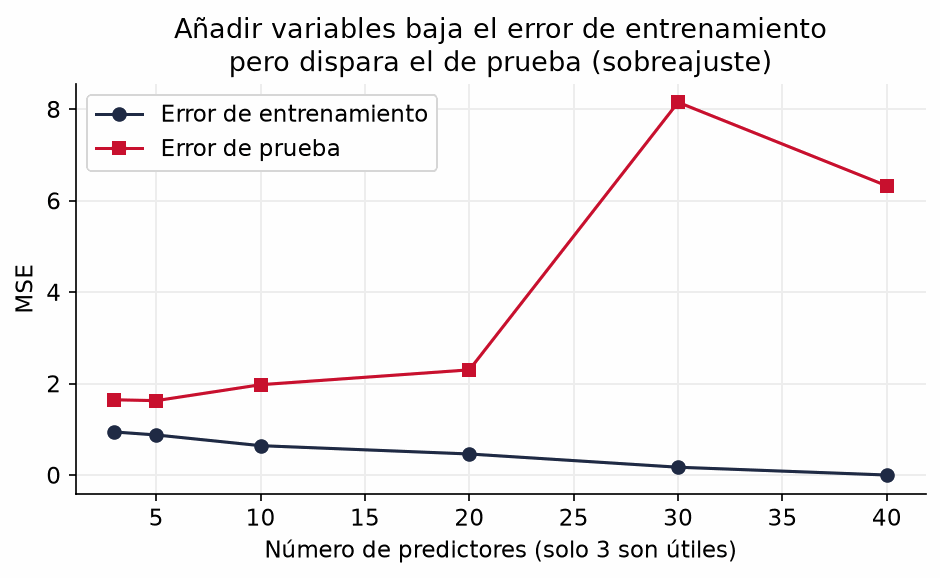 Añadir variables baja el error de entrenamiento
pero dispara el de prueba (sobreajuste)
Error de entrenamiento
Error de prueba
MSE
8
6
4
2
0
5 10 15 20 25 30 35 40
Número de predictores (solo 3 son útiles)